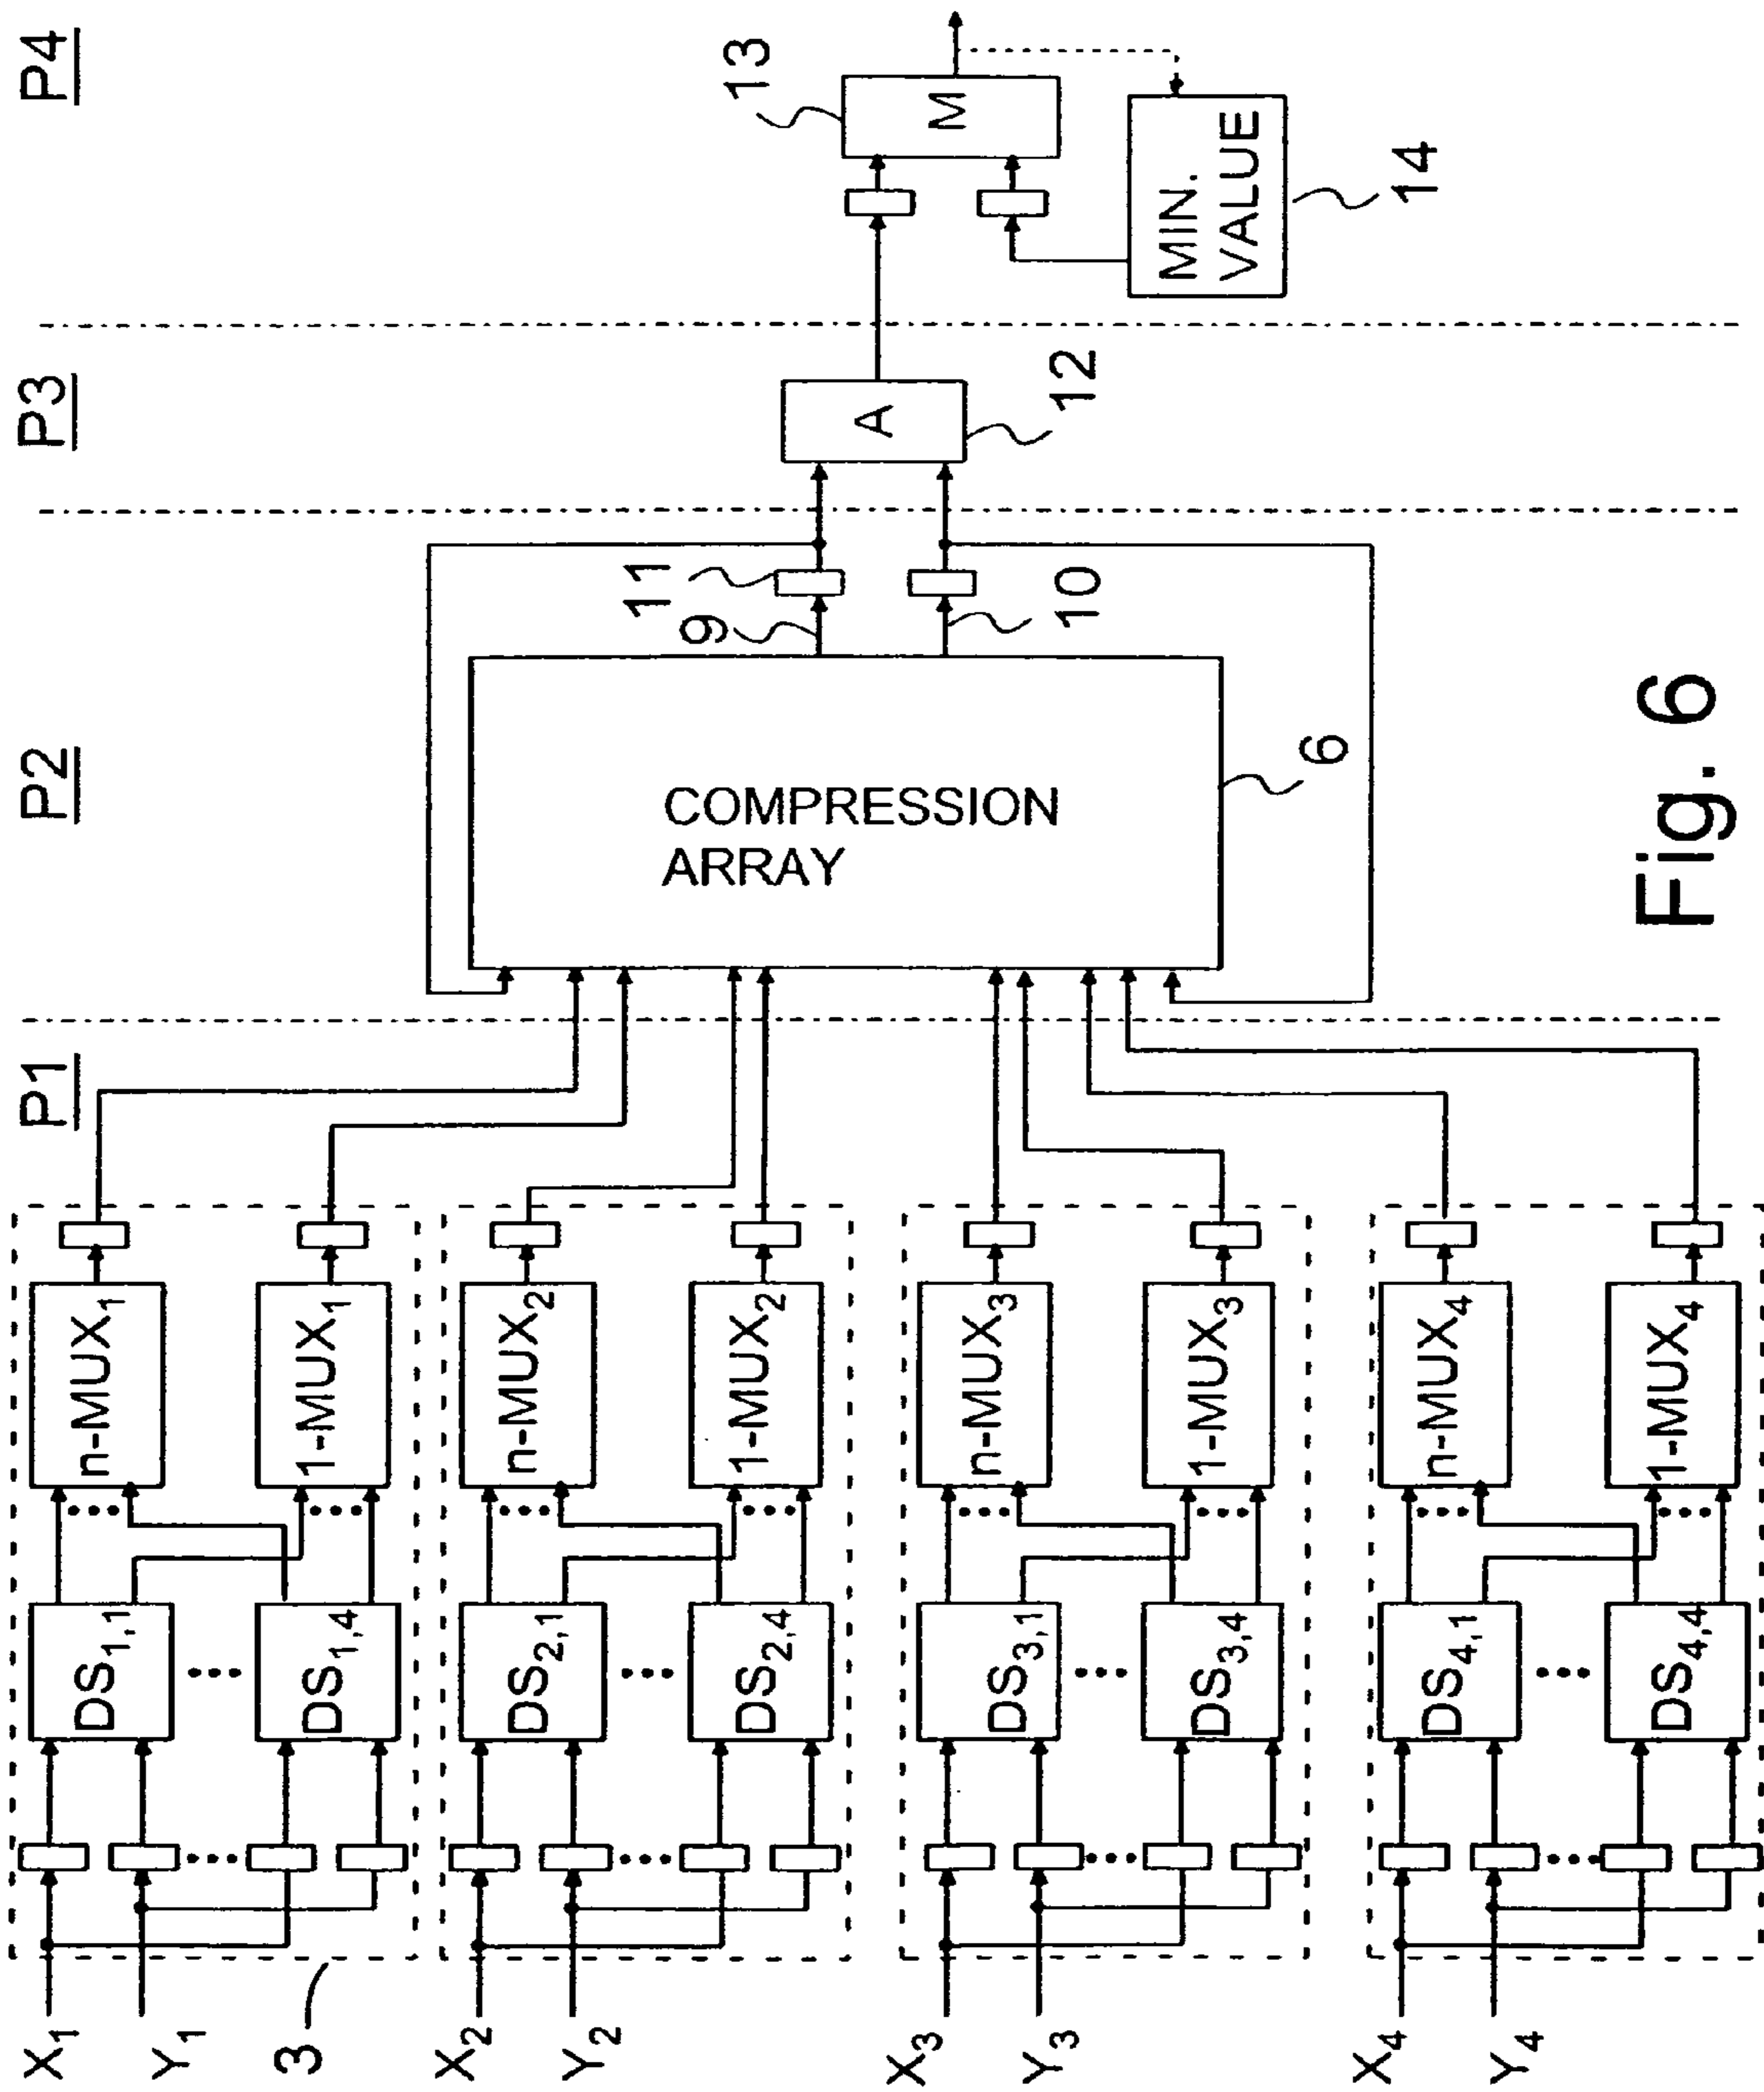 P1
P2
P3
P4
X1
Y1
3
DS1,1
DS1,4
n-MUX1
1-MUX1
X2
Y2
DS2,1
DS2,4
n-MUX2
1-MUX2
X3
Y3
DS3,1
DS3,4
n-MUX3
1-MUX3
X4
Y4
DS4,1
DS4,4
n-MUX4
1-MUX4
COMPRESSION
ARRAY
6
9
11
10
A
12
M
13
MIN.
VALUE
14
Fig. 6